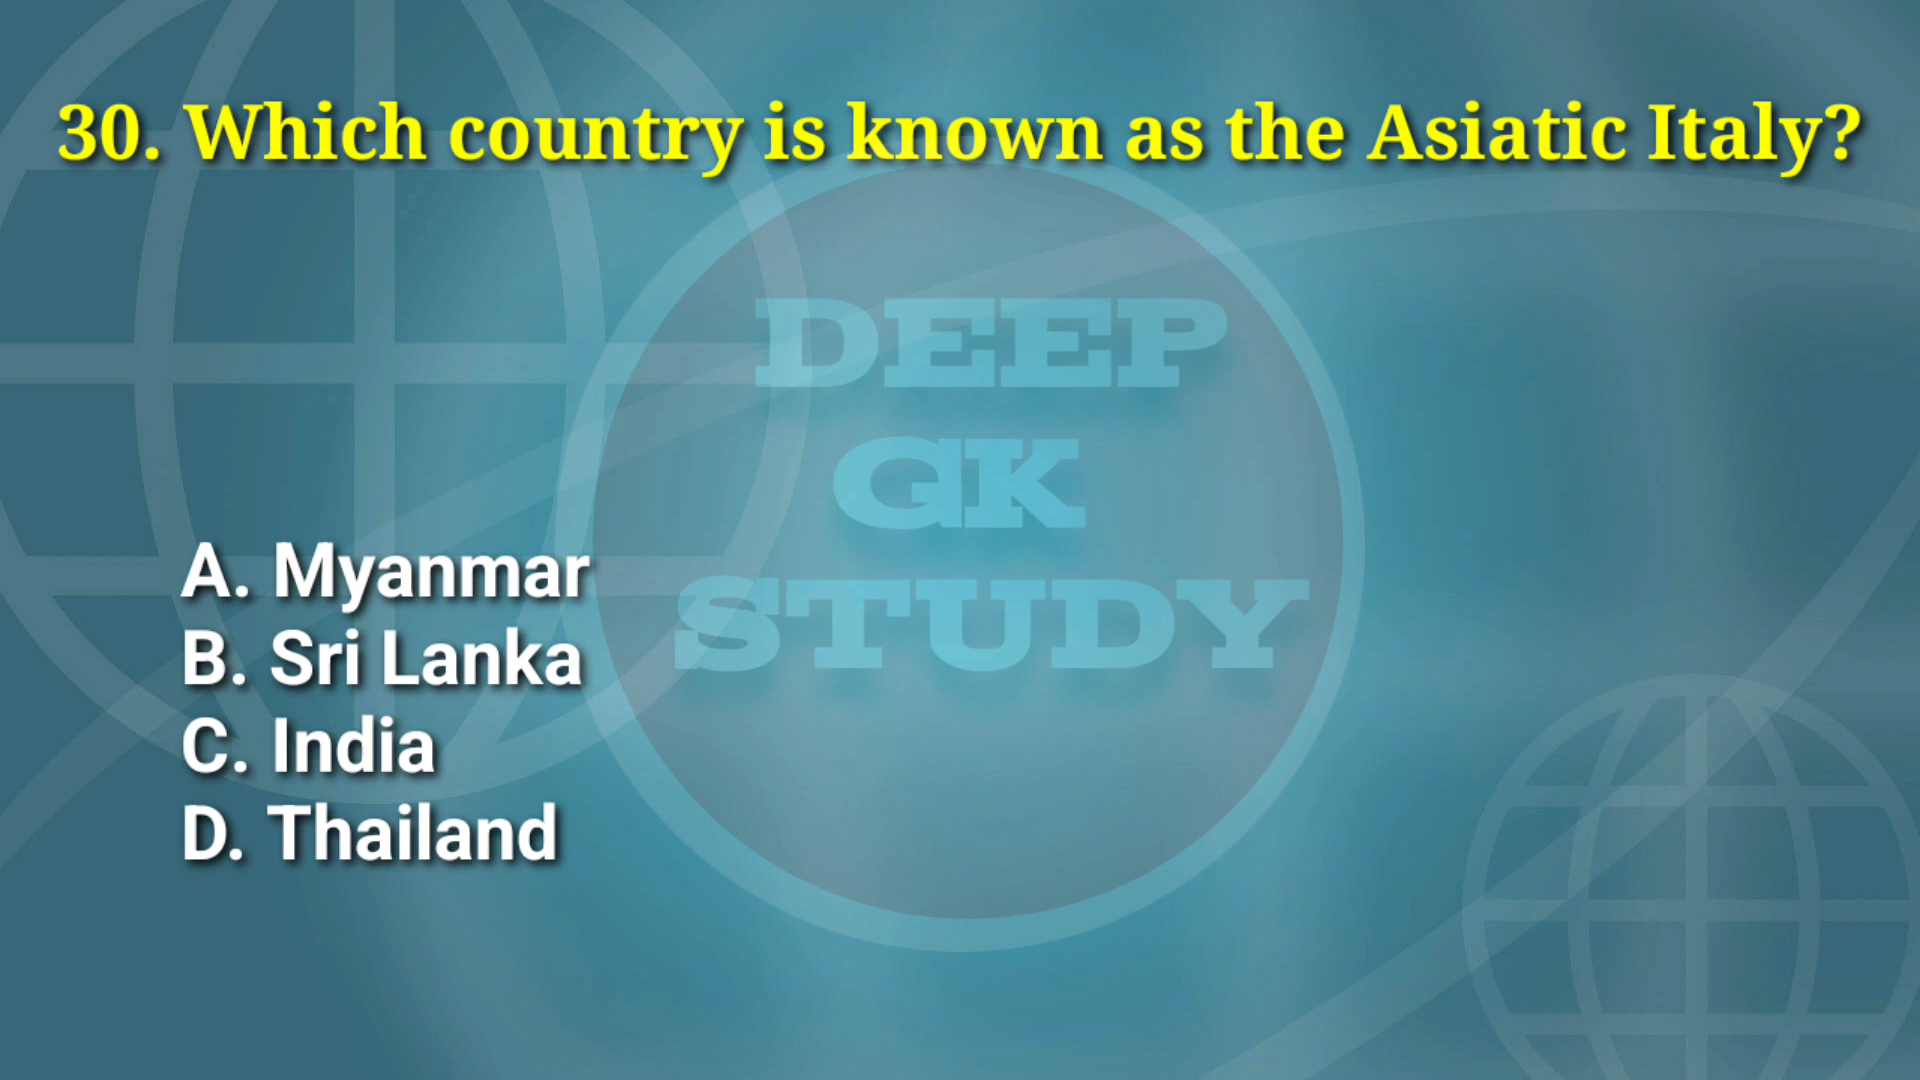 30. Which country is known as the Asiatic Italy?
DEEP
GK
STUDY
A. Myanmar
B. Sri Lanka
C. India
D. Thailand